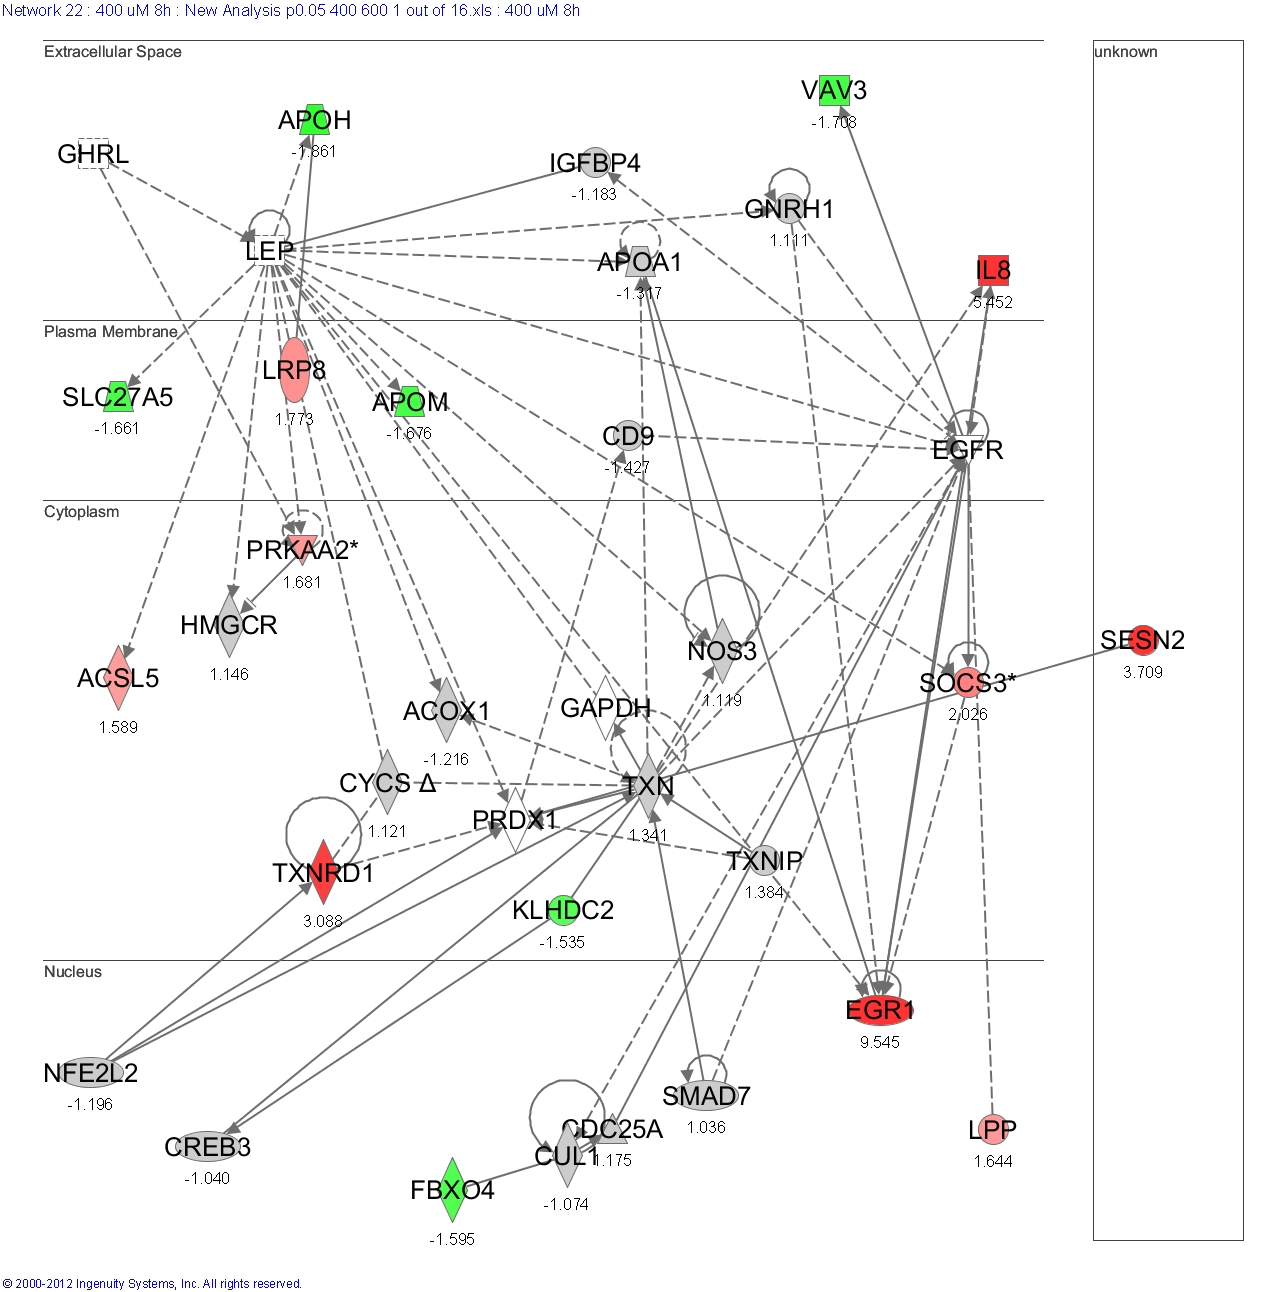 Network 22 : 400 uM 8h : New Analysis p0.05 400 600 1 out of 16.xls : 400 uM 8h
Extracellular Space
unknown
VAV3
-1.708
APOH
-1.861
GHRL
IGFBP4
-1.183
GNRH1
1.111
LEP
APOA1
-1.317
IL8
5.452
Plasma Membrane
LRP8
1.773
SLC27A5
-1.661
APOM
-1.676
CD9
-1.427
EGFR
Cytoplasm
PRKAA2*
1.681
HMGCR
1.146
SESN2
3.709
NOS3
1.119
ACSL5
1.589
SOCS3*
2.026
ACOX1
-1.216
GAPDH
CYCS Δ
1.121
TXN
1.341
PRDX1
TXNIP
1.384
TXNRD1
3.088
KLHDC2
-1.535
Nucleus
EGR1
9.545
NFE2L2
-1.196
SMAD7
1.036
CDC25A
1.175
LPP
1.644
CREB3
-1.040
CUL1
-1.074
FBXO4
-1.595
© 2000-2012 Ingenuity Systems, Inc. All rights reserved.